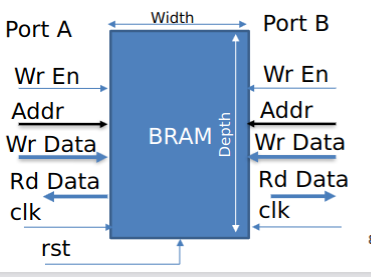 Width
Port A
Port B
Wr En
Wr En
Addr
Addr
BRAM
Depth
Wr Data
Wr Data
Rd Data
Rd Data
clk
clk
rst